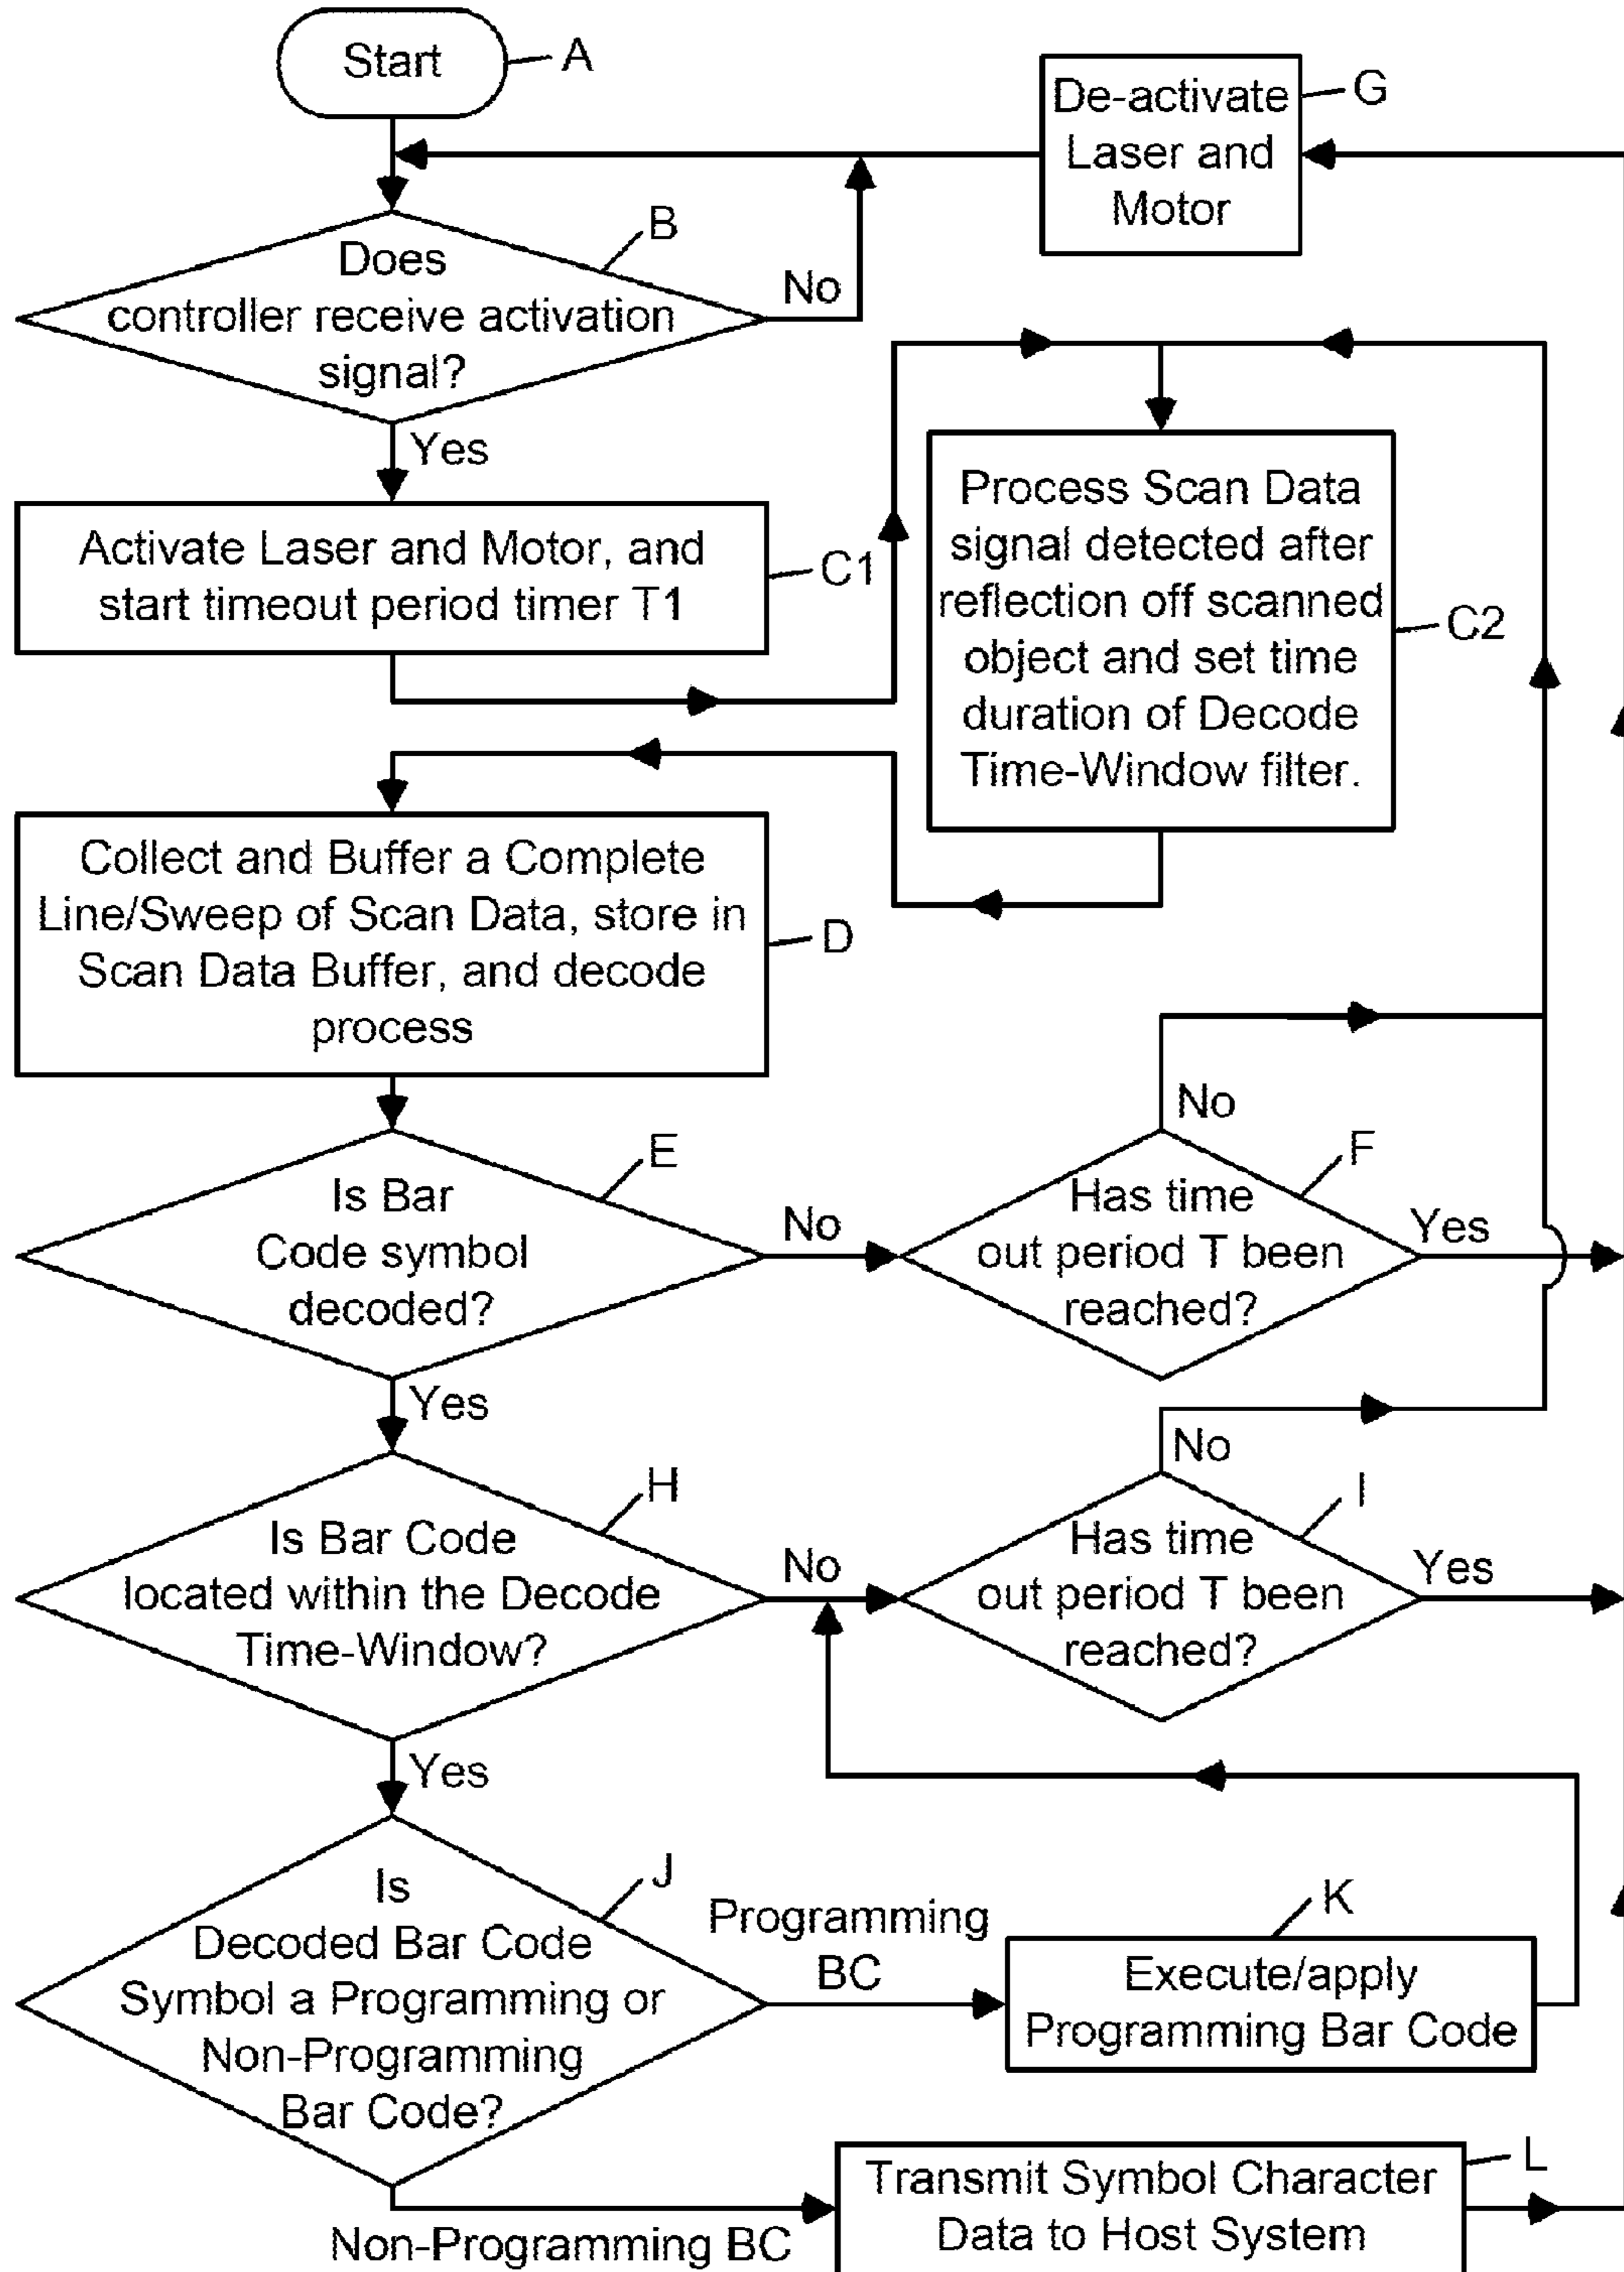 Start
A
De-activate
Laser and
Motor
G
Does
controller receive activation
signal?
B
No
Yes
Activate Laser and Motor, and
start timeout period timer T1
C1
Process Scan Data
signal detected after
reflection off scanned
object and set time
duration of Decode
Time-Window filter.
C2
Collect and Buffer a Complete
Line/Sweep of Scan Data, store in
Scan Data Buffer, and decode
process
D
Is Bar
Code symbol
decoded?
E
No
Yes
Has time
out period T been
reached?
F
No
Yes
Is Bar Code
located within the Decode
Time-Window?
H
No
Yes
Has time
out period T been
reached?
I
No
Yes
Is
Decoded Bar Code
Symbol a Programming or
Non-Programming
Bar Code?
J
Programming
BC
Execute/apply
Programming Bar Code
K
Non-Programming BC
Transmit Symbol Character
Data to Host System
L